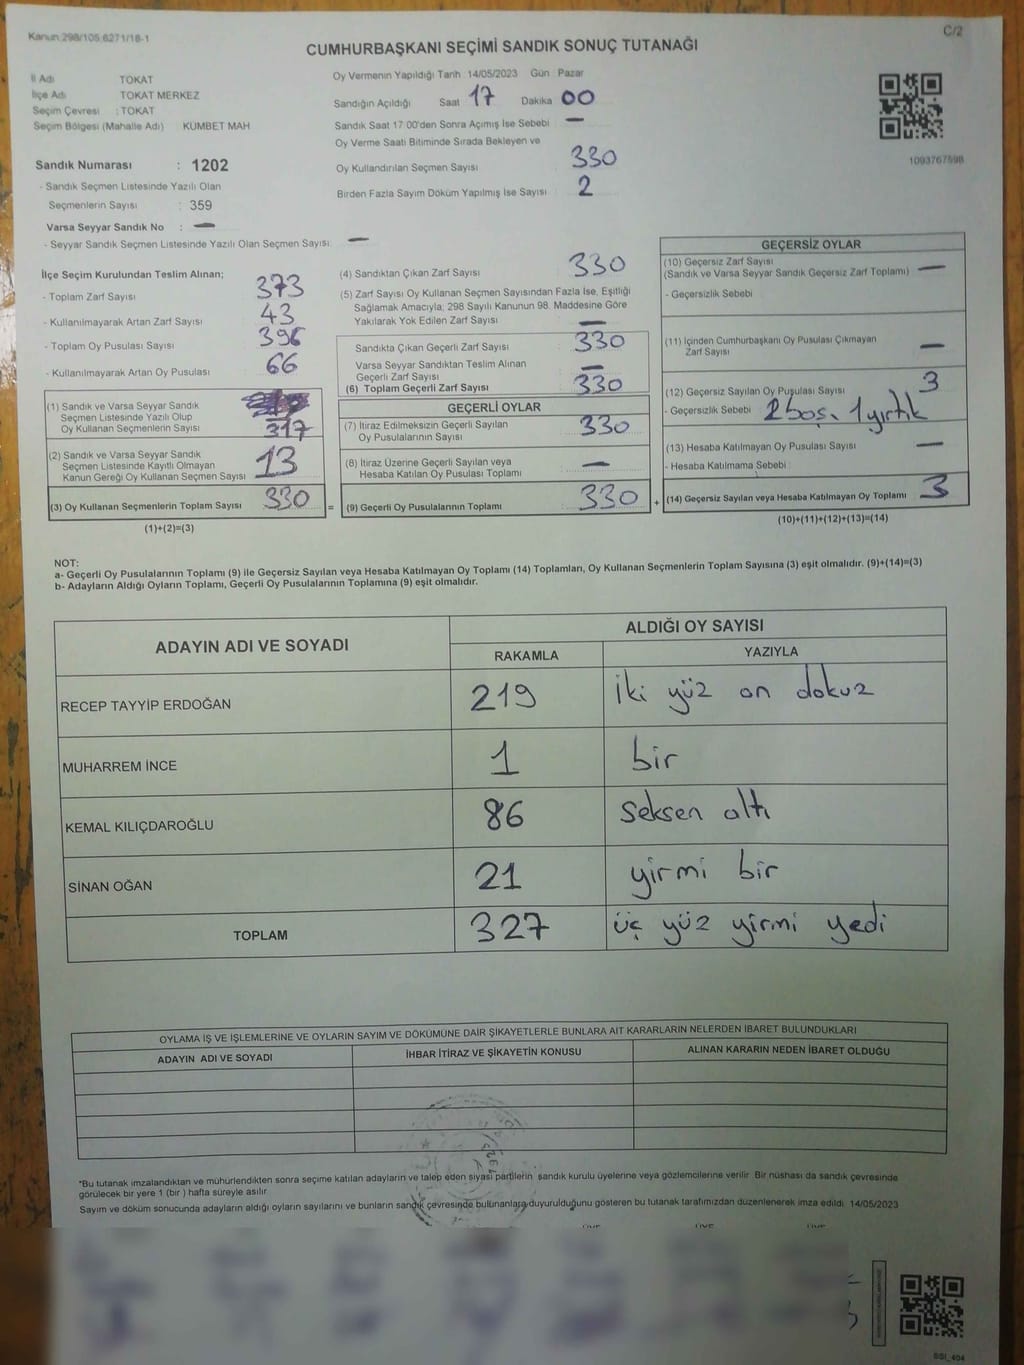 Kanun:298/105.6271/18-1
C/2
CUMHURBAŞKANI SEÇİMİ SANDIK SONUÇ TUTANAĞI
İl Adı TOKAT
İlçe Adı TOKAT MERKEZ
Seçim Çevresi : TOKAT
Seçim Bölgesi (Mahalle Adı) KÜMBET MAH
Oy Vermenin Yapıldığı Tarih :14/05/2023 Gün : Pazar
Sandığın Açıldığı Saat 17 Dakika 00
Sandık Saat 17:00'den Sonra Açımış İse Sebebi : —
Oy Verme Saati Bitiminde Sırada Bekleyen ve
Oy Kullandırılan Seçmen Sayısı : 330
Birden Fazla Sayım Döküm Yapılmış İse Sayısı : 2
1093767598
Sandık Numarası : 1202
- Sandık Seçmen Listesinde Yazılı Olan
Seçmenlerin Sayısı : 359
Varsa Seyyar Sandık No : —
- Seyyar Sandık Seçmen Listesinde Yazılı Olan Seçmen Sayısı: —
İlçe Seçim Kurulundan Teslim Alınan;
- Toplam Zarf Sayısı : 373
- Kullanılmayarak Artan Zarf Sayısı : 43
- Toplam Oy Pusulası Sayısı : 396
- Kullanılmayarak Artan Oy Pusulası : 66
(1) Sandık ve Varsa Seyyar Sandık
Seçmen Listesinde Yazılı Olup
Oy Kullanan Seçmenlerin Sayısı : 317
(2) Sandık ve Varsa Seyyar Sandık
Seçmen Listesinde Kayıtlı Olmayan
Kanun Gereği Oy Kullanan Seçmen Sayısı : 13
(3) Oy Kullanan Seçmenlerin Toplam Sayısı : 330
(1)+(2)=(3)
=
(4) Sandıktan Çıkan Zarf Sayısı : 330
(5) Zarf Sayısı Oy Kullanan Seçmen Sayısından Fazla İse, Eşitliği
Sağlamak Amacıyla; 298 Sayılı Kanunun 98. Maddesine Göre
Yakılarak Yok Edilen Zarf Sayısı : —
Sandıkta Çıkan Geçerli Zarf Sayısı : 330
Varsa Seyyar Sandıktan Teslim Alınan
Geçerli Zarf Sayısı : —
(6) Toplam Geçerli Zarf Sayısı : 330
GEÇERLİ OYLAR
(7) İtiraz Edilmeksizin Geçerli Sayılan
Oy Pusulalarının Sayısı : 330
(8) İtiraz Üzerine Geçerli Sayılan veya
Hesaba Katılan Oy Pusulası Toplamı : —
(9) Geçerli Oy Pusulalarının Toplamı : 330
+
GEÇERSİZ OYLAR
(10) Geçersiz Zarf Sayısı
(Sandık ve Varsa Seyyar Sandık Geçersiz Zarf Toplamı) : —
- Geçersizlik Sebebi
(11) İçinden Cumhurbaşkanı Oy Pusulası Çıkmayan
Zarf Sayısı : —
(12) Geçersiz Sayılan Oy Pusulası Sayısı : 3
- Geçersizlik Sebebi : 2 boş, 1 yırtık
(13) Hesaba Katılmayan Oy Pusulası Sayısı : —
- Hesaba Katılmama Sebebi :
(14) Geçersiz Sayılan veya Hesaba Katılmayan Oy Toplamı : 3
(10)+(11)+(12)+(13)=(14)
NOT:
a- Geçerli Oy Pusulalarının Toplamı (9) ile Geçersiz Sayılan veya Hesaba Katılmayan Oy Toplamı (14) Toplamları, Oy Kullanan Seçmenlerin Toplam Sayısına (3) eşit olmalıdır. (9)+(14)=(3)
b- Adayların Aldığı Oyların Toplamı, Geçerli Oy Pusulalarının Toplamına (9) eşit olmalıdır.
ADAYIN ADI VE SOYADI ALDIĞI OY SAYISI
RAKAMLA YAZIYLA
RECEP TAYYİP ERDOĞAN 219 iki yüz on dokuz
MUHARREM İNCE 1 bir
KEMAL KILIÇDAROĞLU 86 seksen altı
SİNAN OĞAN 21 yirmi bir
TOPLAM 327 üç yüz yirmi yedi
OYLAMA İŞ VE İŞLEMLERİNE VE OYLARIN SAYIM VE DÖKÜMÜNE DAİR ŞİKAYETLERLE BUNLARA AİT KARARLARIN NELERDEN İBARET BULUNDUKLARI
ADAYIN ADI VE SOYADI İHBAR İTİRAZ VE ŞİKAYETİN KONUSU ALINAN KARARIN NEDEN İBARET OLDUĞU
*Bu tutanak imzalandıktan ve mühürlendikten sonra seçime katılan adayların ve talep eden siyasi partilerin sandık kurulu üyelerine veya gözlemcilerine verilir. Bir nüshası da sandık çevresinde
görülecek bir yere 1 (bir ) hafta süreyle asılır.
Sayım ve döküm sonucunda adayların aldığı oyların sayılarını ve bunların sandık çevresinde bulunanlara duyurulduğunu gösteren bu tutanak tarafımızdan düzenlenerek imza edildi. 14/05/2023